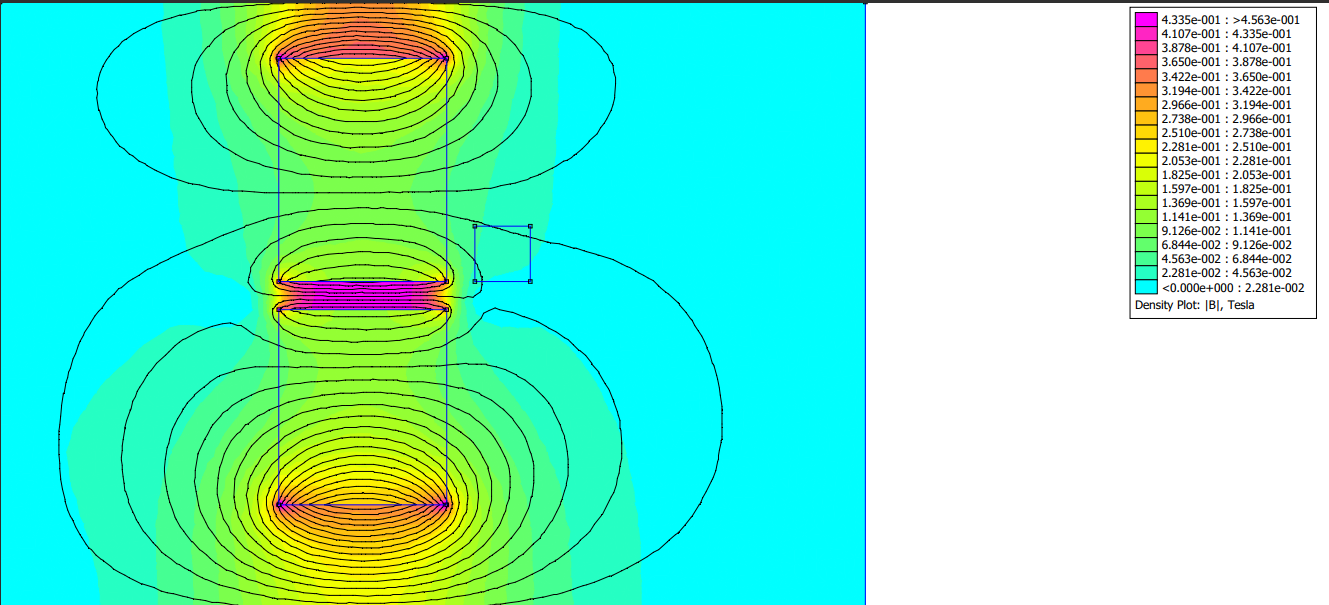 4.335e-001 : >4.563e-001
4.107e-001 : 4.335e-001
3.878e-001 : 4.107e-001
3.650e-001 : 3.878e-001
3.422e-001 : 3.650e-001
3.194e-001 : 3.422e-001
2.966e-001 : 3.194e-001
2.738e-001 : 2.966e-001
2.510e-001 : 2.738e-001
2.281e-001 : 2.510e-001
2.053e-001 : 2.281e-001
1.825e-001 : 2.053e-001
1.597e-001 : 1.825e-001
1.369e-001 : 1.597e-001
1.141e-001 : 1.369e-001
9.126e-002 : 1.141e-001
6.844e-002 : 9.126e-002
4.563e-002 : 6.844e-002
2.281e-002 : 4.563e-002
<0.000e+000 : 2.281e-002
Density Plot: |B|, Tesla